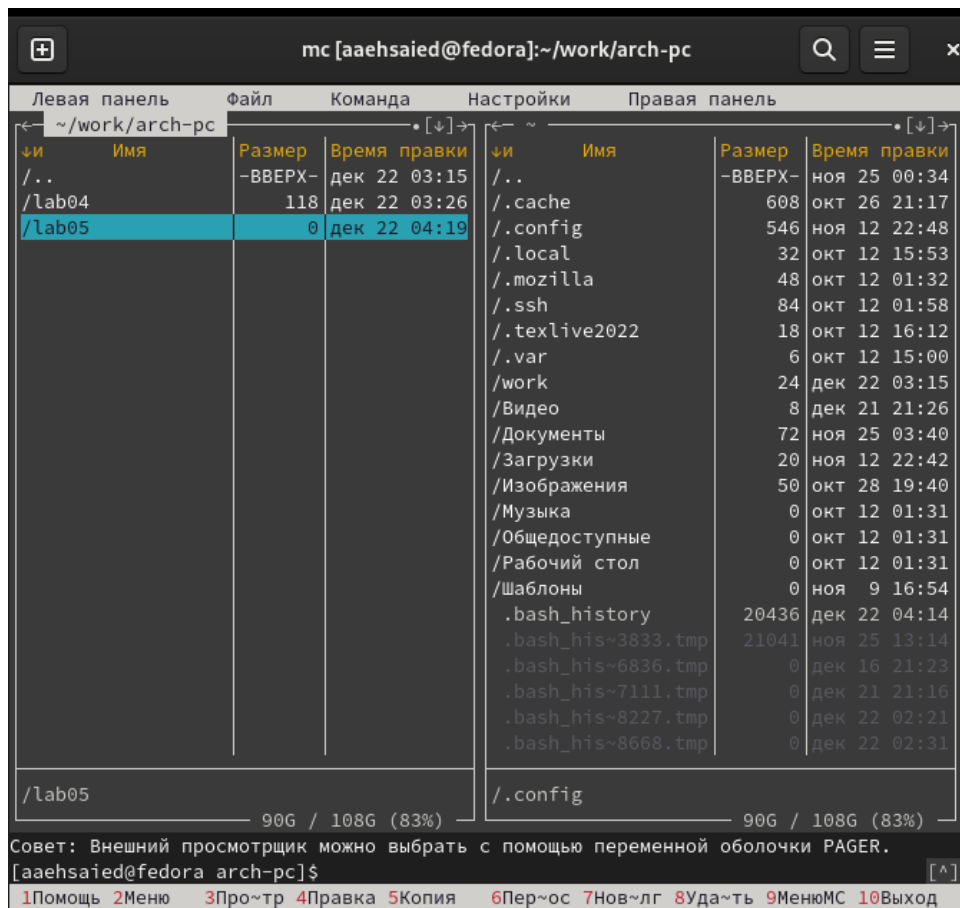 mc [aaehsaied@fedora]:~/work/arch-pc
Левая панель Файл Команда Настройки Правая панель
~/work/arch-pc
↓и Имя Размер Время правки
/.. -ВВЕРХ- дек 22 03:15
/lab04 118 дек 22 03:26
/lab05 0 дек 22 04:19
/lab05
90G / 108G (83%)
~
↓и Имя Размер Время правки
/.. -ВВЕРХ- ноя 25 00:34
/.cache 608 окт 26 21:17
/.config 546 ноя 12 22:48
/.local 32 окт 12 15:53
/.mozilla 48 окт 12 01:32
/.ssh 84 окт 12 01:58
/.texlive2022 18 окт 12 16:12
/.var 6 окт 12 15:00
/work 24 дек 22 03:15
/Видео 8 дек 21 21:26
/Документы 72 ноя 25 03:40
/Загрузки 20 ноя 12 22:42
/Изображения 50 окт 28 19:40
/Музыка 0 окт 12 01:31
/Общедоступные 0 окт 12 01:31
/Рабочий стол 0 окт 12 01:31
/Шаблоны 0 ноя 9 16:54
.bash_history 20436 дек 22 04:14
.bash_his~3833.tmp 21041 ноя 25 13:14
.bash_his~6836.tmp 0 дек 16 21:23
.bash_his~7111.tmp 0 дек 21 21:16
.bash_his~8227.tmp 0 дек 22 02:21
.bash_his~8668.tmp 0 дек 22 02:31
/.config
90G / 108G (83%)
Совет: Внешний просмотрщик можно выбрать с помощью переменной оболочки PAGER.
[aaehsaied@fedora arch-pc]$ [^]
1Помощь 2Меню 3Про~тр 4Правка 5Копия 6Пер~ос 7Нов~лг 8Уда~ть 9МенюМС 10Выход